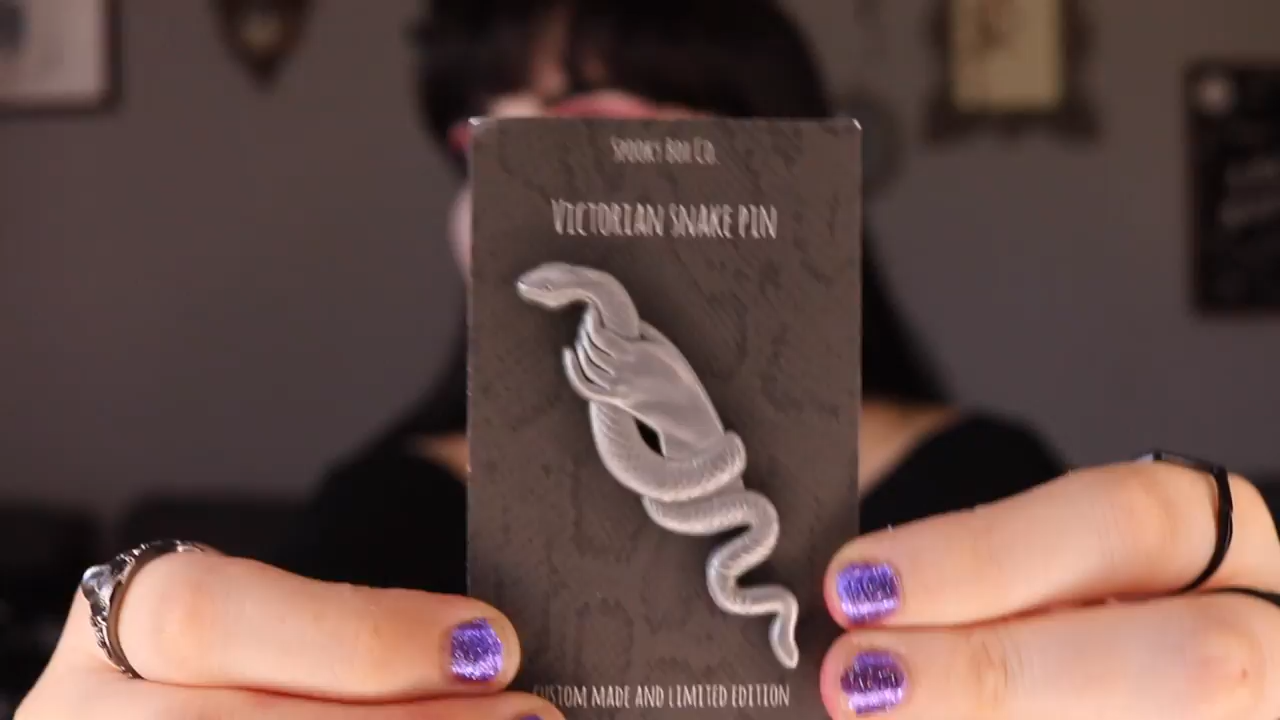 SPOOKY BOX CO.
VICTORIAN SNAKE PIN
CUSTOM MADE AND LIMITED EDITION